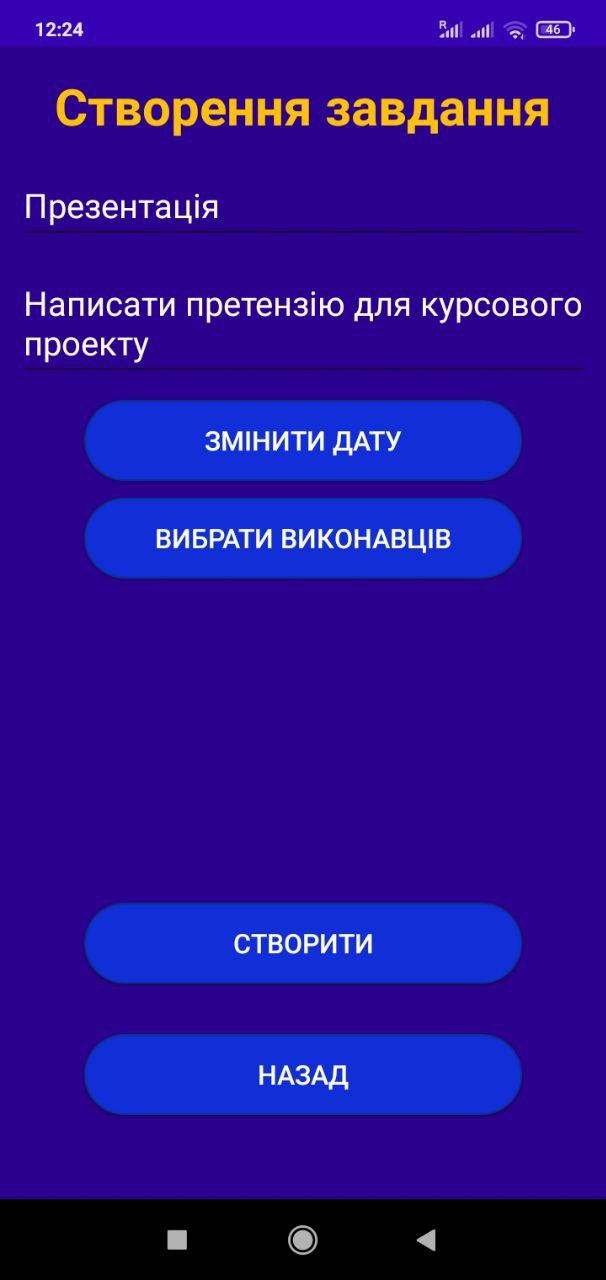 12:24
R
46
Створення завдання
Презентація
Написати претензію для курсового
проекту
ЗМІНИТИ ДАТУ
ВИБРАТИ ВИКОНАВЦІВ
СТВОРИТИ
НАЗАД